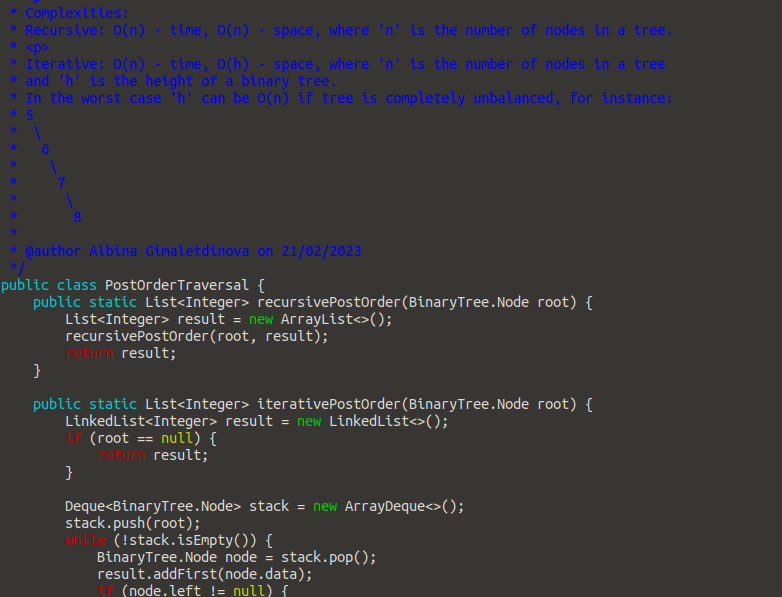 * Complexities:
* Recursive: O(n) - time, O(n) - space, where 'n' is the number of nodes in a tree.
* <p>
* Iterative: O(n) - time, O(h) - space, where 'n' is the number of nodes in a tree
* and 'h' is the height of a binary tree.
* In the worst case 'h' can be O(n) if tree is completely unbalanced, for instance:
* 5
*  \
*   6
*    \
*     7
*      \
*       8
*
* @author Albina Gimaletdinova on 21/02/2023
*/
public class PostOrderTraversal {
    public static List<Integer> recursivePostOrder(BinaryTree.Node root) {
        List<Integer> result = new ArrayList<>();
        recursivePostOrder(root, result);
        return result;
    }

    public static List<Integer> iterativePostOrder(BinaryTree.Node root) {
        LinkedList<Integer> result = new LinkedList<>();
        if (root == null) {
            return result;
        }

        Deque<BinaryTree.Node> stack = new ArrayDeque<>();
        stack.push(root);
        while (!stack.isEmpty()) {
            BinaryTree.Node node = stack.pop();
            result.addFirst(node.data);
            if (node.left != null) {